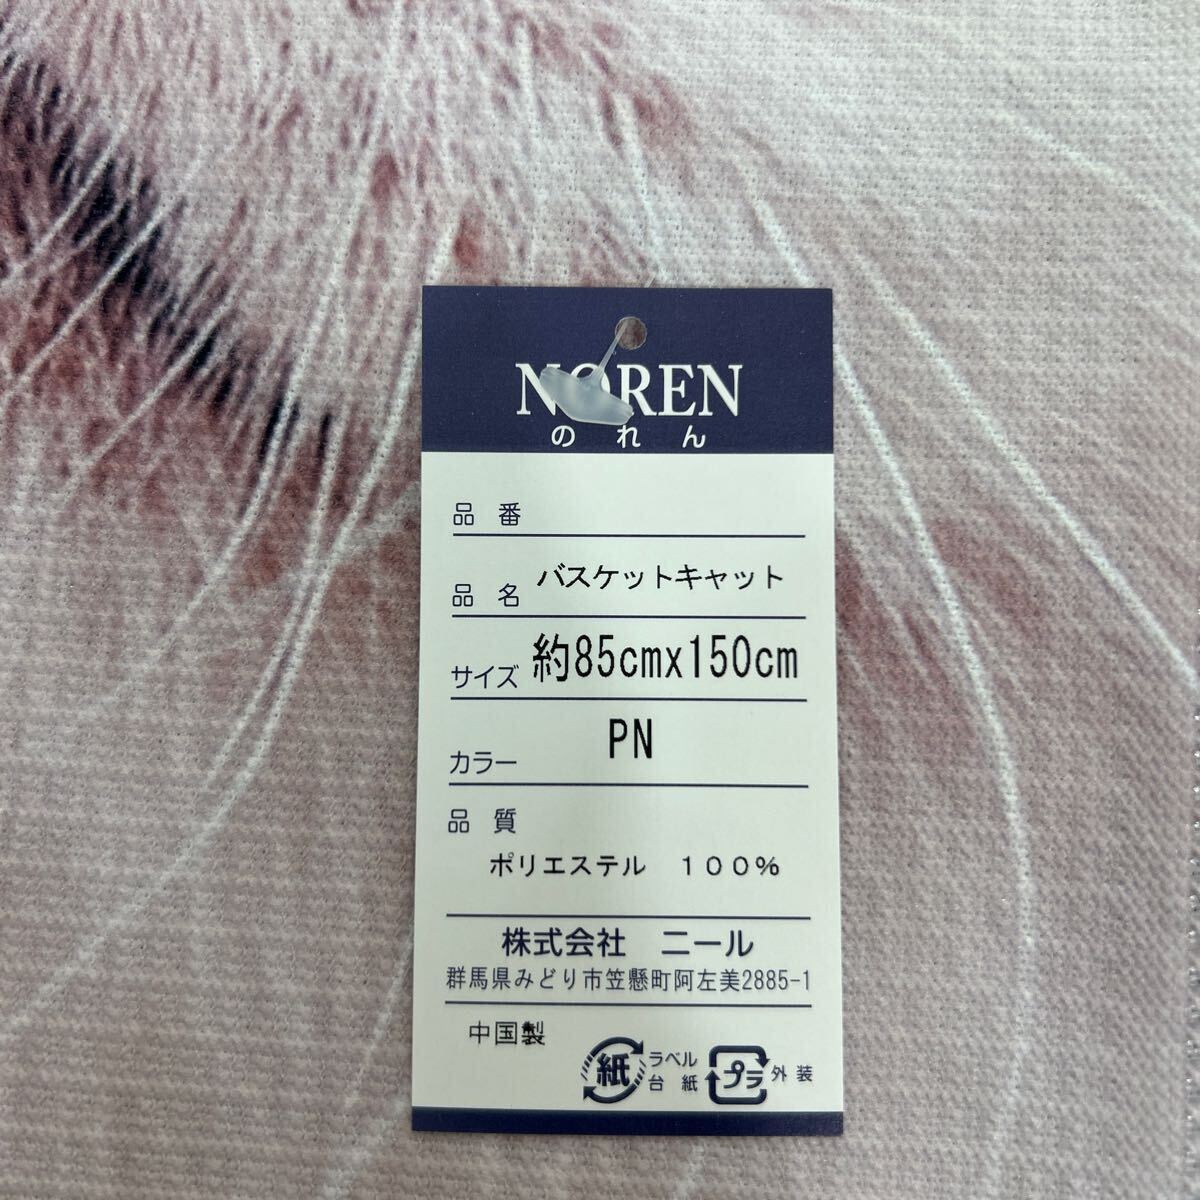 NOREN
のれん
品番
品名 バスケットキャット
サイズ 約85cmx150cm
カラー PN
品質
ポリエステル 100%
株式会社 ニール
群馬県みどり市笠懸町阿左美2885-1
中国製
紙 ラベル
台紙
プラ 外装